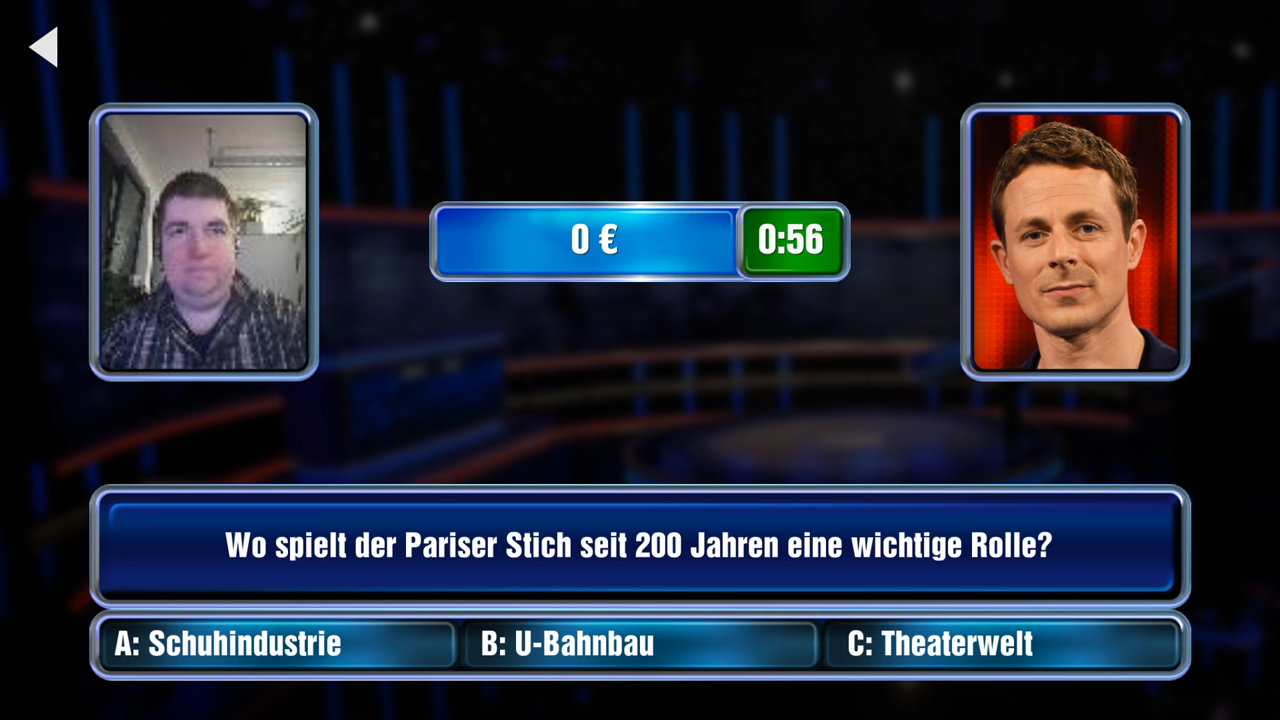 0 €
0:56
Wo spielt der Pariser Stich seit 200 Jahren eine wichtige Rolle?
A: Schuhindustrie
B: U-Bahnbau
C: Theaterwelt